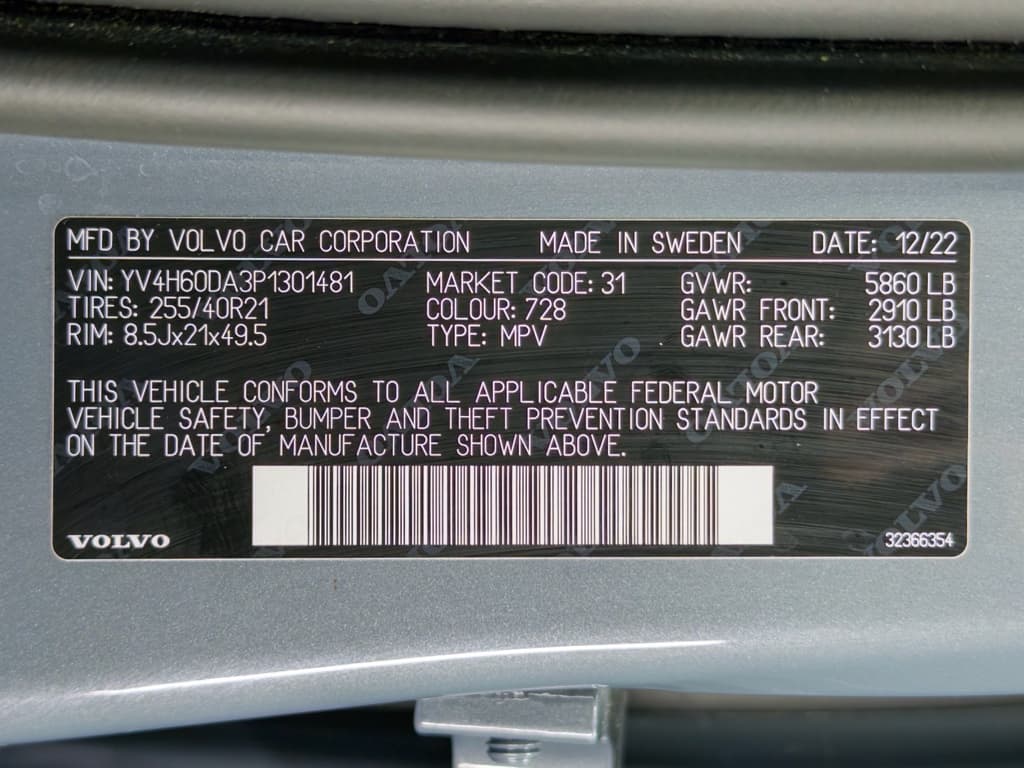 MFD BY VOLVO CAR CORPORATION MADE IN SWEDEN DATE: 12/22
VIN: YV4H60DA3P1301481 MARKET CODE: 31 GVWR: 5860 LB
TIRES: 255/40R21 COLOUR: 728 GAWR FRONT: 2910 LB
RIM: 8.5Jx21x49.5 TYPE: MPV GAWR REAR: 3130 LB
THIS VEHICLE CONFORMS TO ALL APPLICABLE FEDERAL MOTOR
VEHICLE SAFETY, BUMPER AND THEFT PREVENTION STANDARDS IN EFFECT
ON THE DATE OF MANUFACTURE SHOWN ABOVE.
VOLVO 32366354